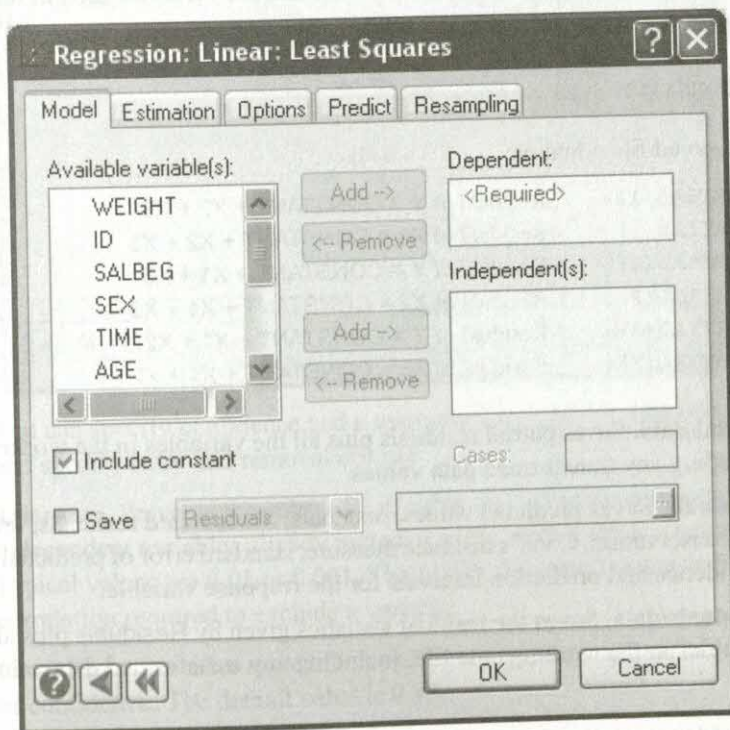 Regression: Linear: Least Squares
Model Estimation Options Predict Resampling
Available variable(s):
WEIGHT
ID
SALBEG
SEX
TIME
AGE
Add -->
<-- Remove
Dependent:
<Required>
Independent(s):
Add -->
<-- Remove
Include constant
Cases:
Save
Residuals
OK
Cancel